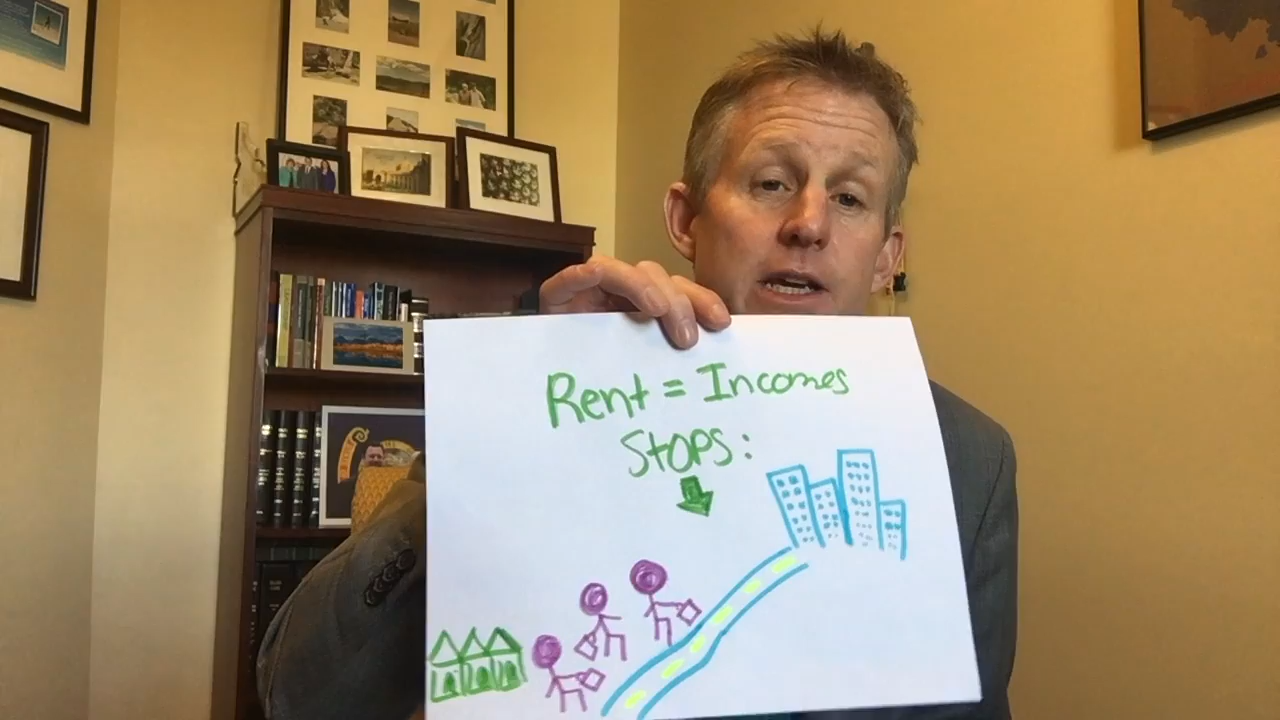 Rent = Incomes
Stops: